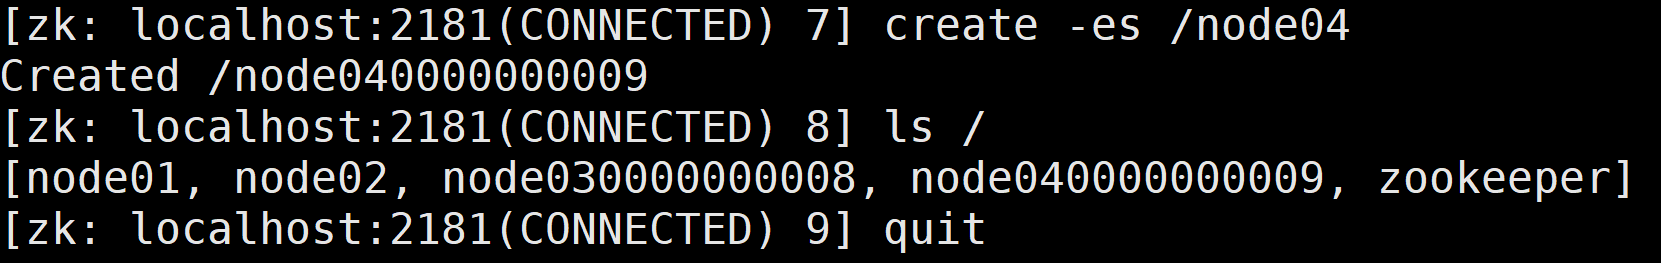 [zk: localhost:2181(CONNECTED) 7] create -es /node04
Created /node040000000009
[zk: localhost:2181(CONNECTED) 8] ls /
[node01, node02, node030000000008, node040000000009, zookeeper]
[zk: localhost:2181(CONNECTED) 9] quit